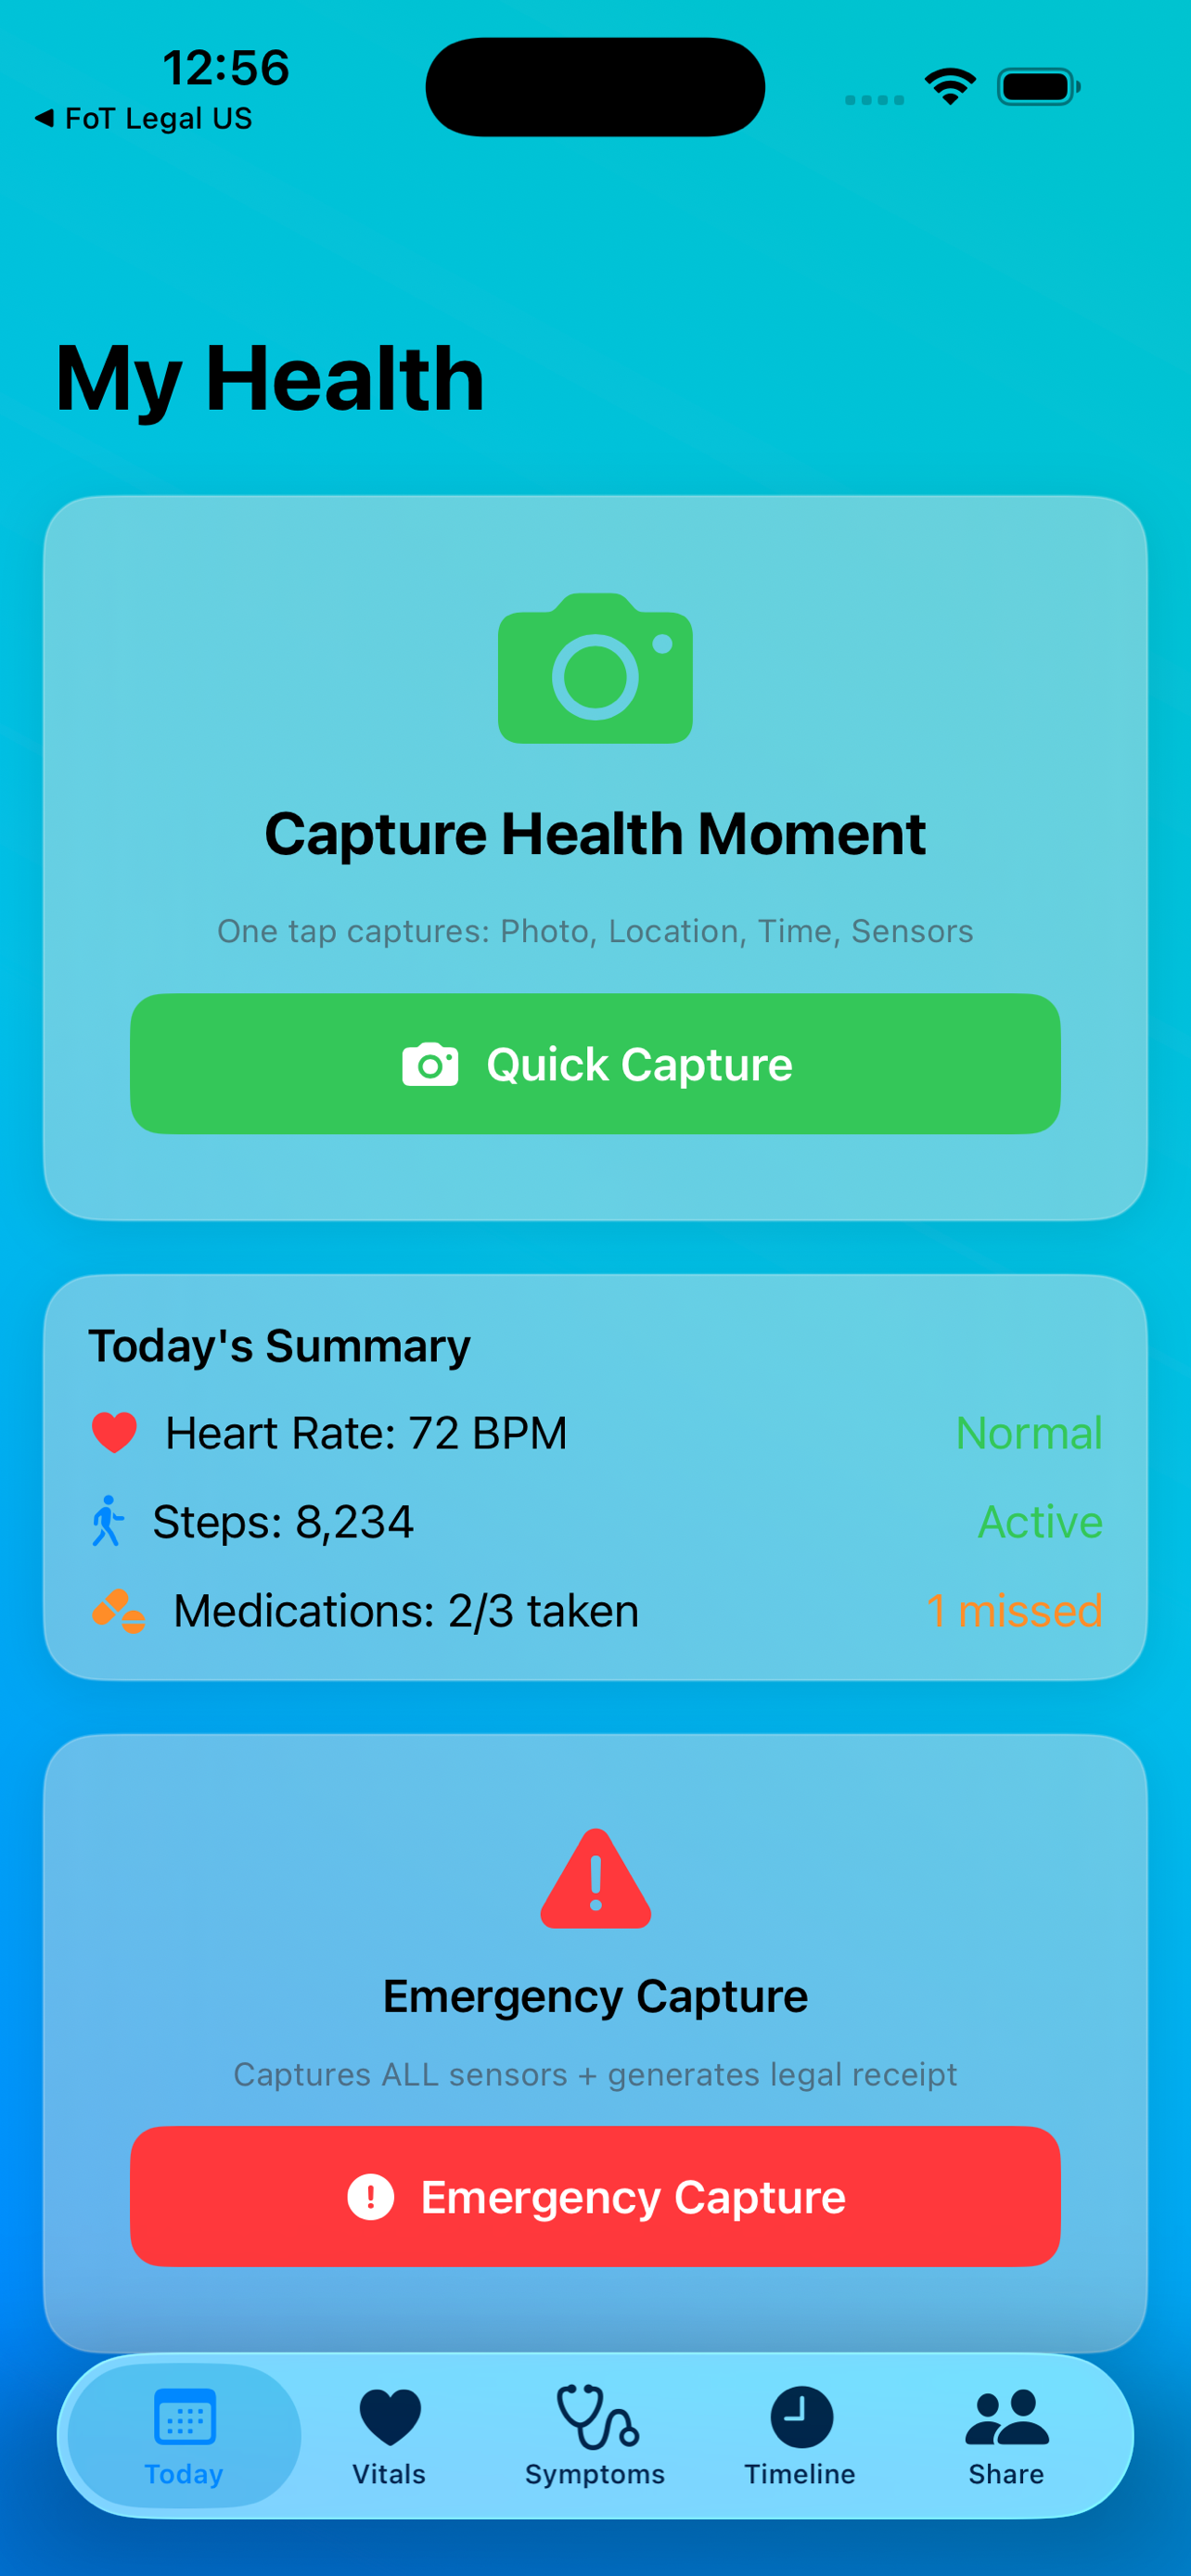 12:56
◀ FoT Legal US
My Health
Capture Health Moment
One tap captures: Photo, Location, Time, Sensors
Quick Capture
Today's Summary
Heart Rate: 72 BPM Normal
Steps: 8,234 Active
Medications: 2/3 taken 1 missed
Emergency Capture
Captures ALL sensors + generates legal receipt
Emergency Capture
Today Vitals Symptoms Timeline Share